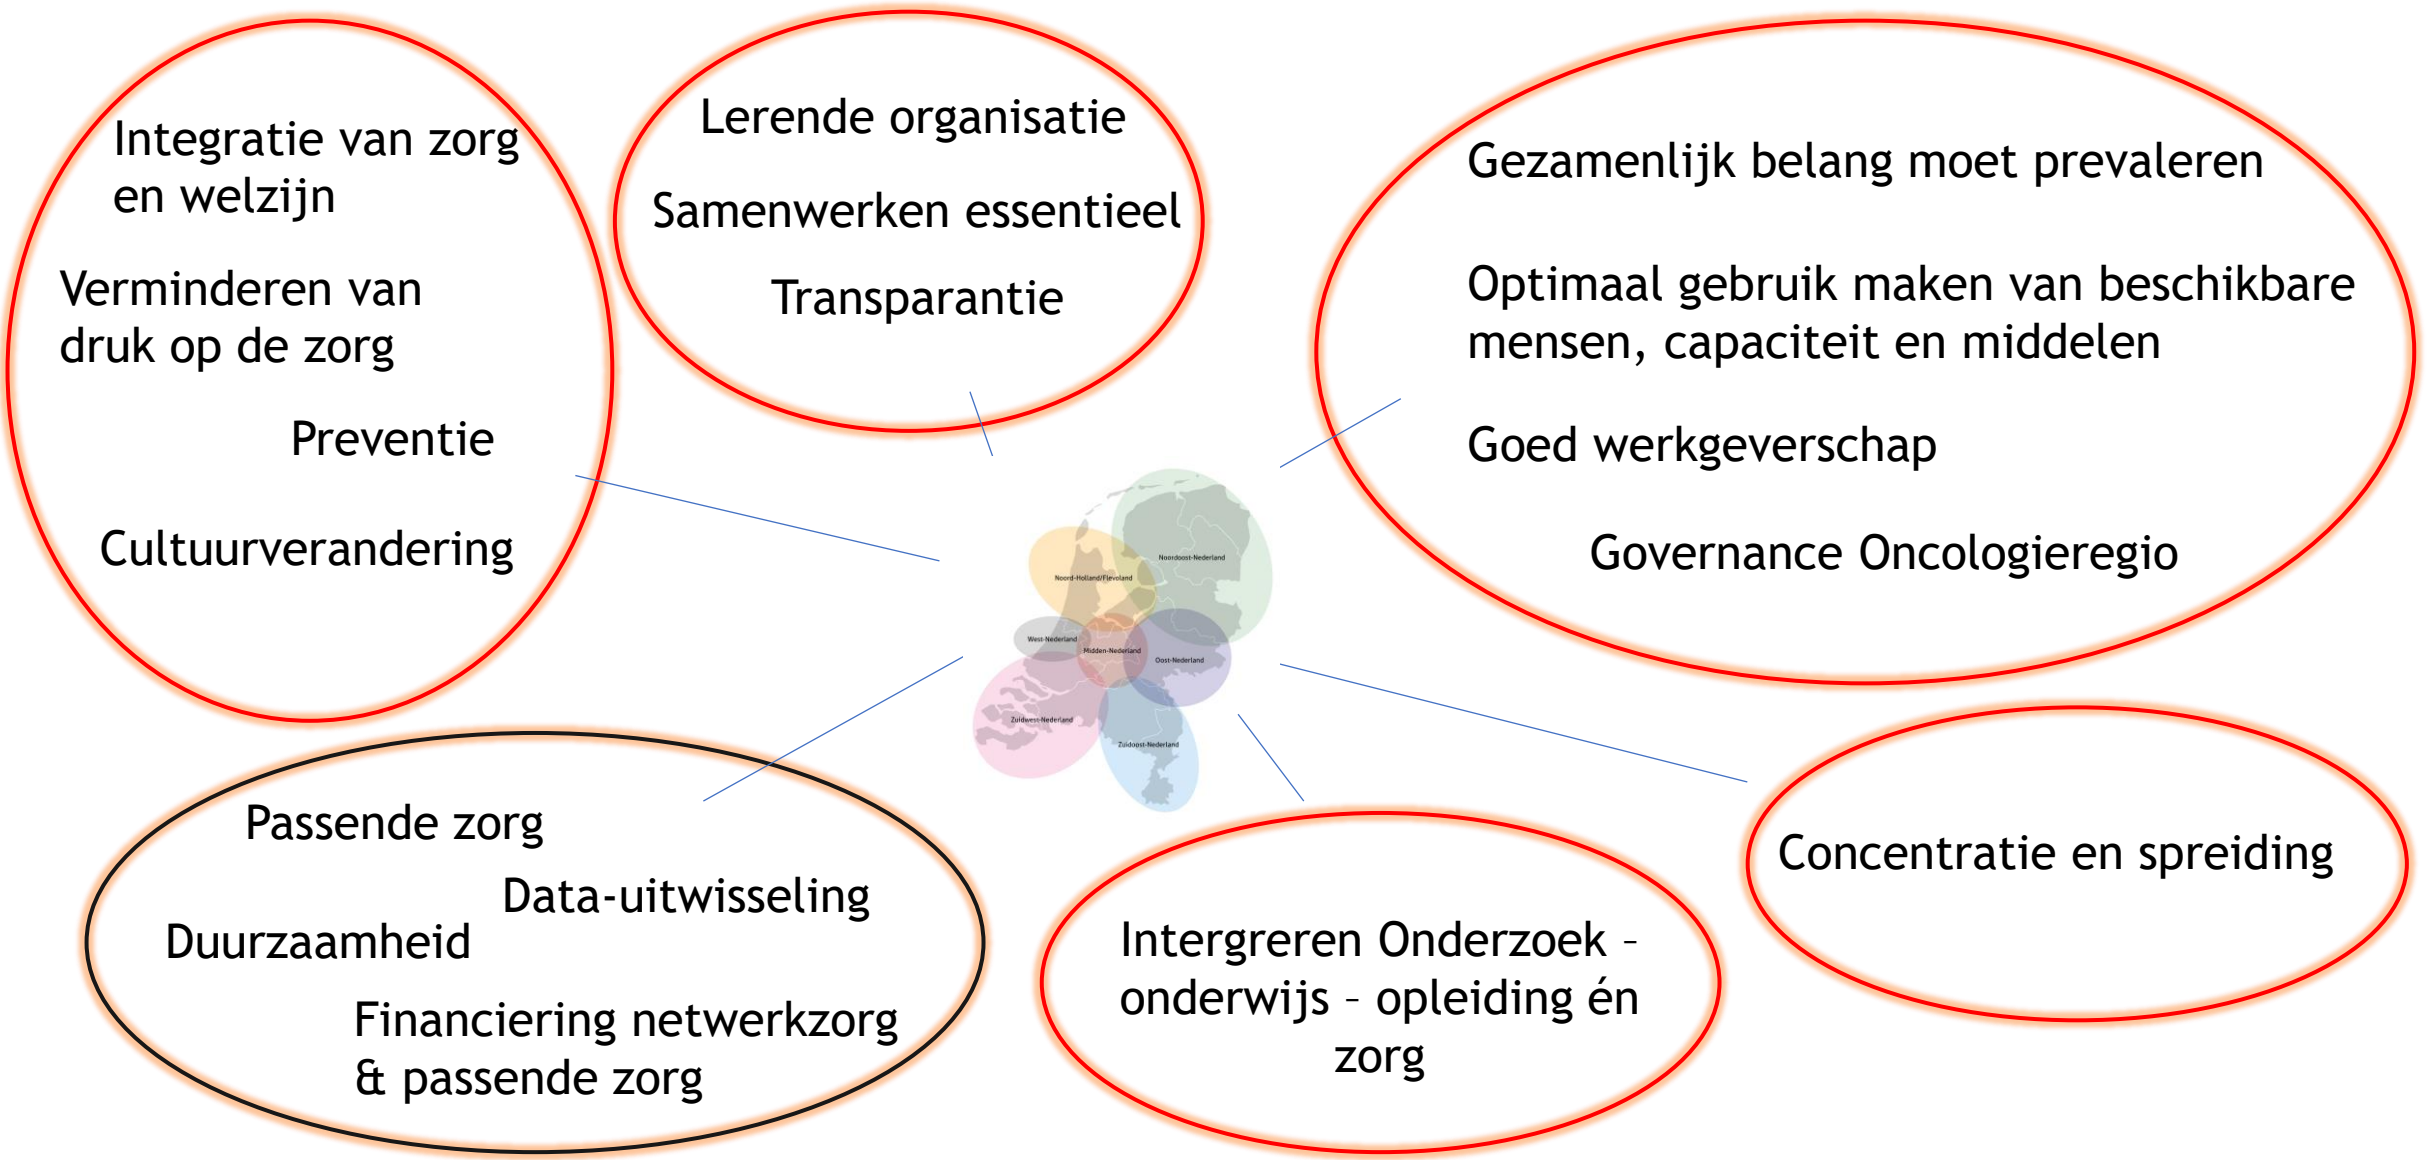 Integratie van zorg
en welzijn
Verminderen van
druk op de zorg
Preventie
Cultuurverandering
Lerende organisatie
Samenwerken essentieel
Transparantie
Gezamenlijk belang moet prevaleren
Optimaal gebruik maken van beschikbare
mensen, capaciteit en middelen
Goed werkgeverschap
Governance Oncologieregio
Noordoost-Nederland
Noord-Holland/Flevoland
West-Nederland
Midden-Nederland
Oost-Nederland
Zuidwest-Nederland
Zuidoost-Nederland
Passende zorg
Data-uitwisseling
Duurzaamheid
Financiering netwerkzorg
& passende zorg
Intergreren Onderzoek –
onderwijs – opleiding én
zorg
Concentratie en spreiding